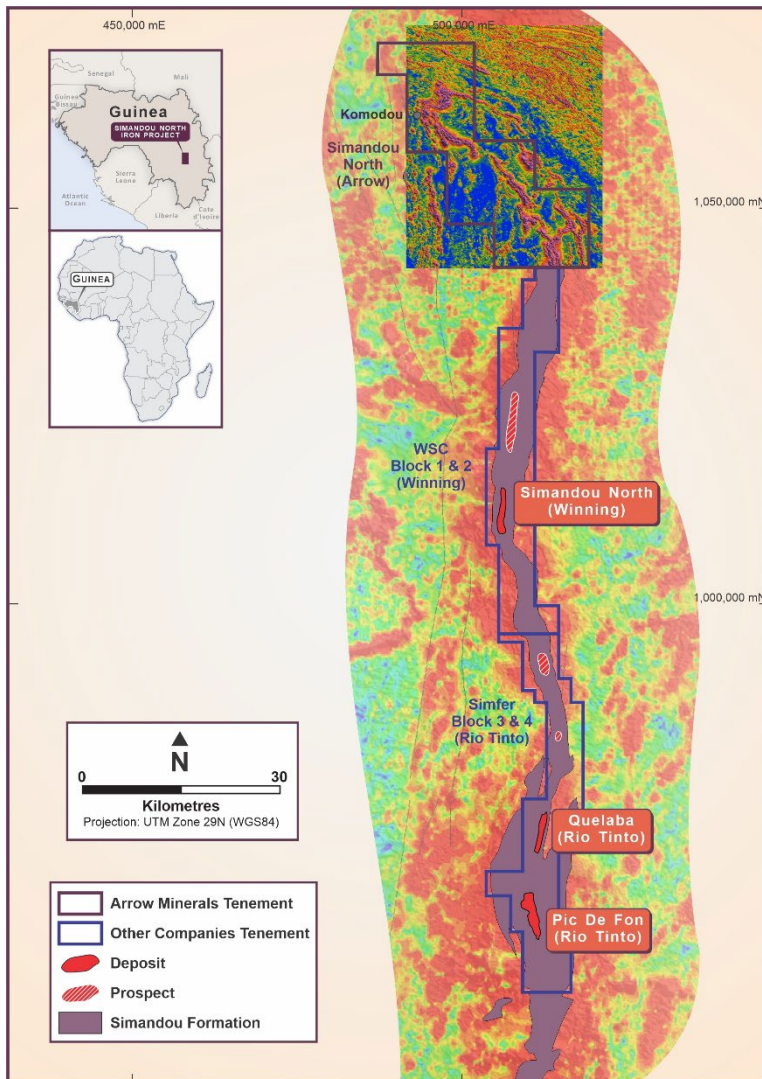 450,000 mE
500,000 mE
Senegal
Mali
Guinea
Bissau
Guinea
SIMANDOU NORTH
IRON PROJECT
Sierra
Leone
Atlantic
Ocean
Liberia
Cote
d'Ivoire
GUINEA
Komodou
Simandou
North
(Arrow)
1,050,000 mN
WSC
Block 1 & 2
(Winning)
Simandou North
(Winning)
1,000,000 mN
Simfer
Block 3 & 4
(Rio Tinto)
N
0
30
Kilometres
Projection: UTM Zone 29N (WGS84)
Quelaba
(Rio Tinto)
Pic De Fon
(Rio Tinto)
Arrow Minerals Tenement
Other Companies Tenement
Deposit
Prospect
Simandou Formation